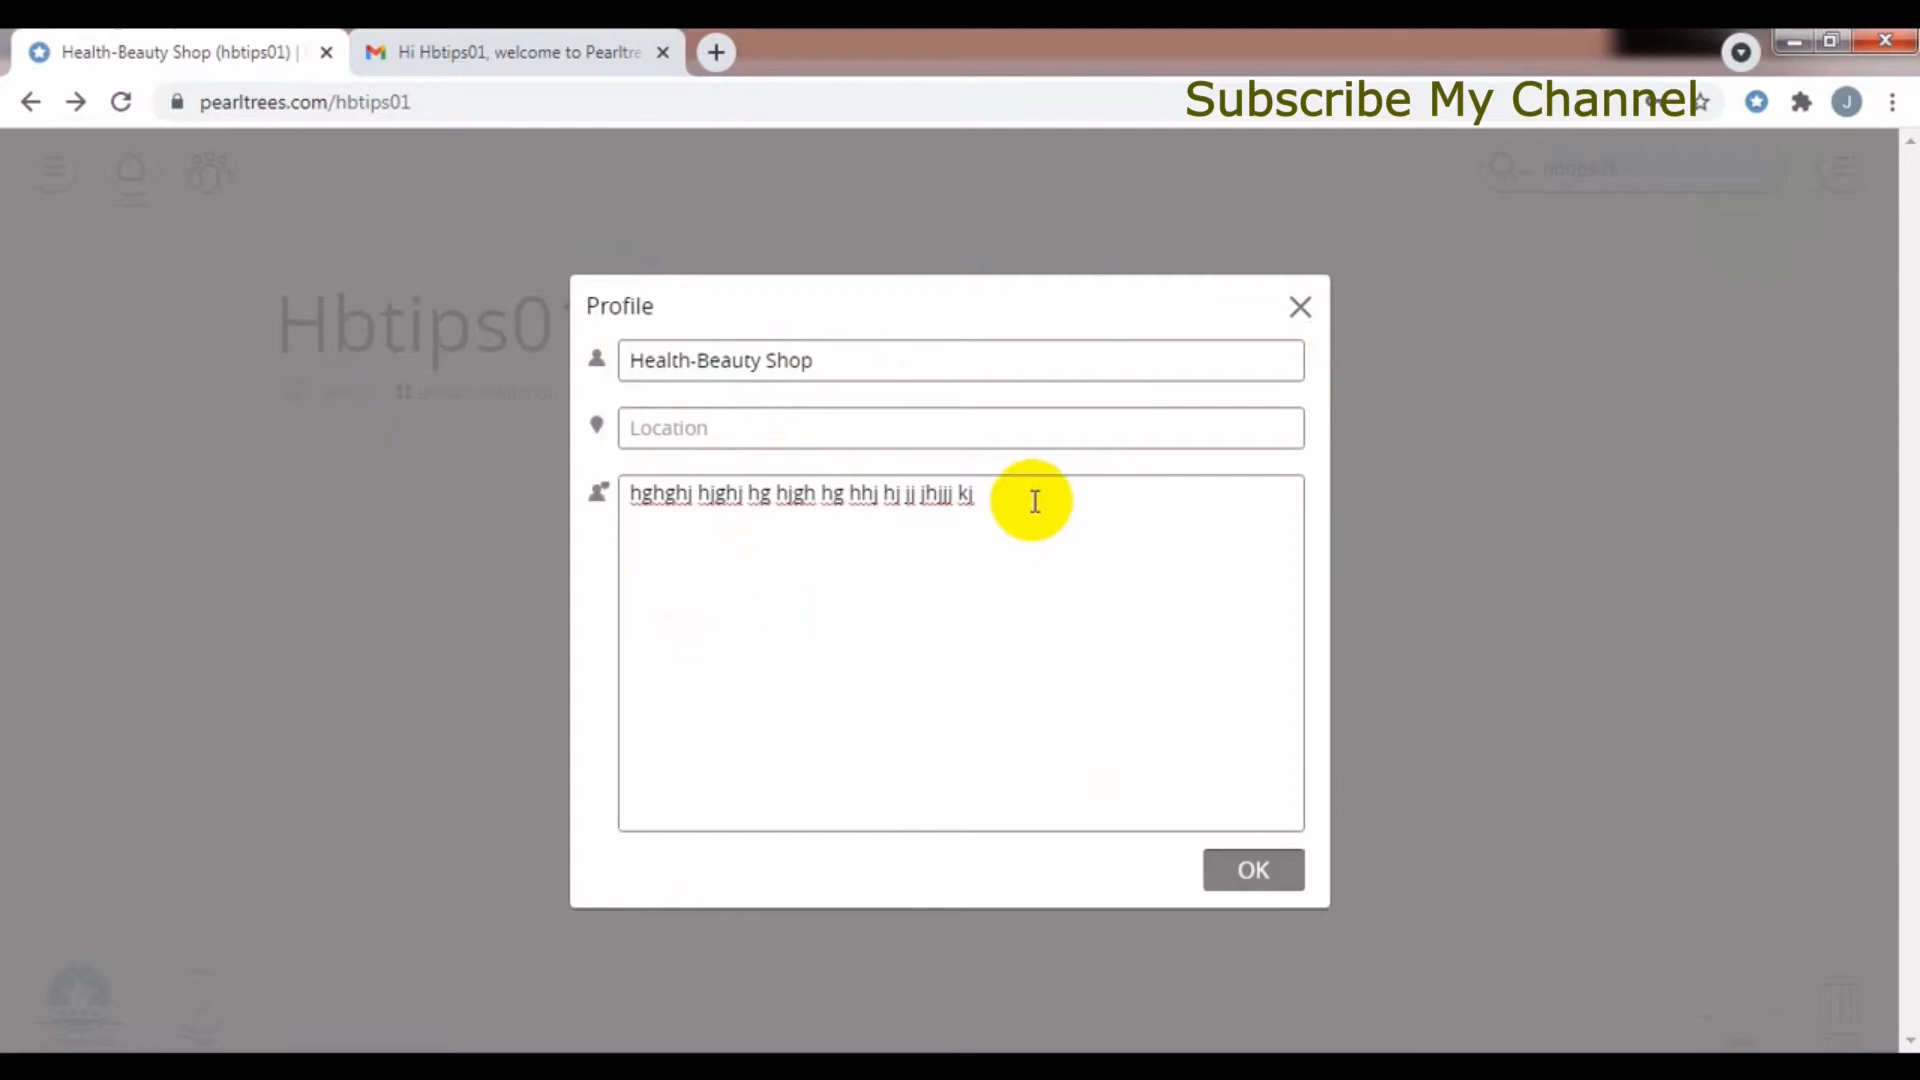 Health-Beauty Shop (hbtips01) |
Hi Hbtips01, welcome to Pearltre
pearltrees.com/hbtips01
Subscribe My Channel
J
Hbtips01
Profile
Health-Beauty Shop
Location
hghghj hjghj hg hjgh hg hhj hj jj jhjjj kj
OK